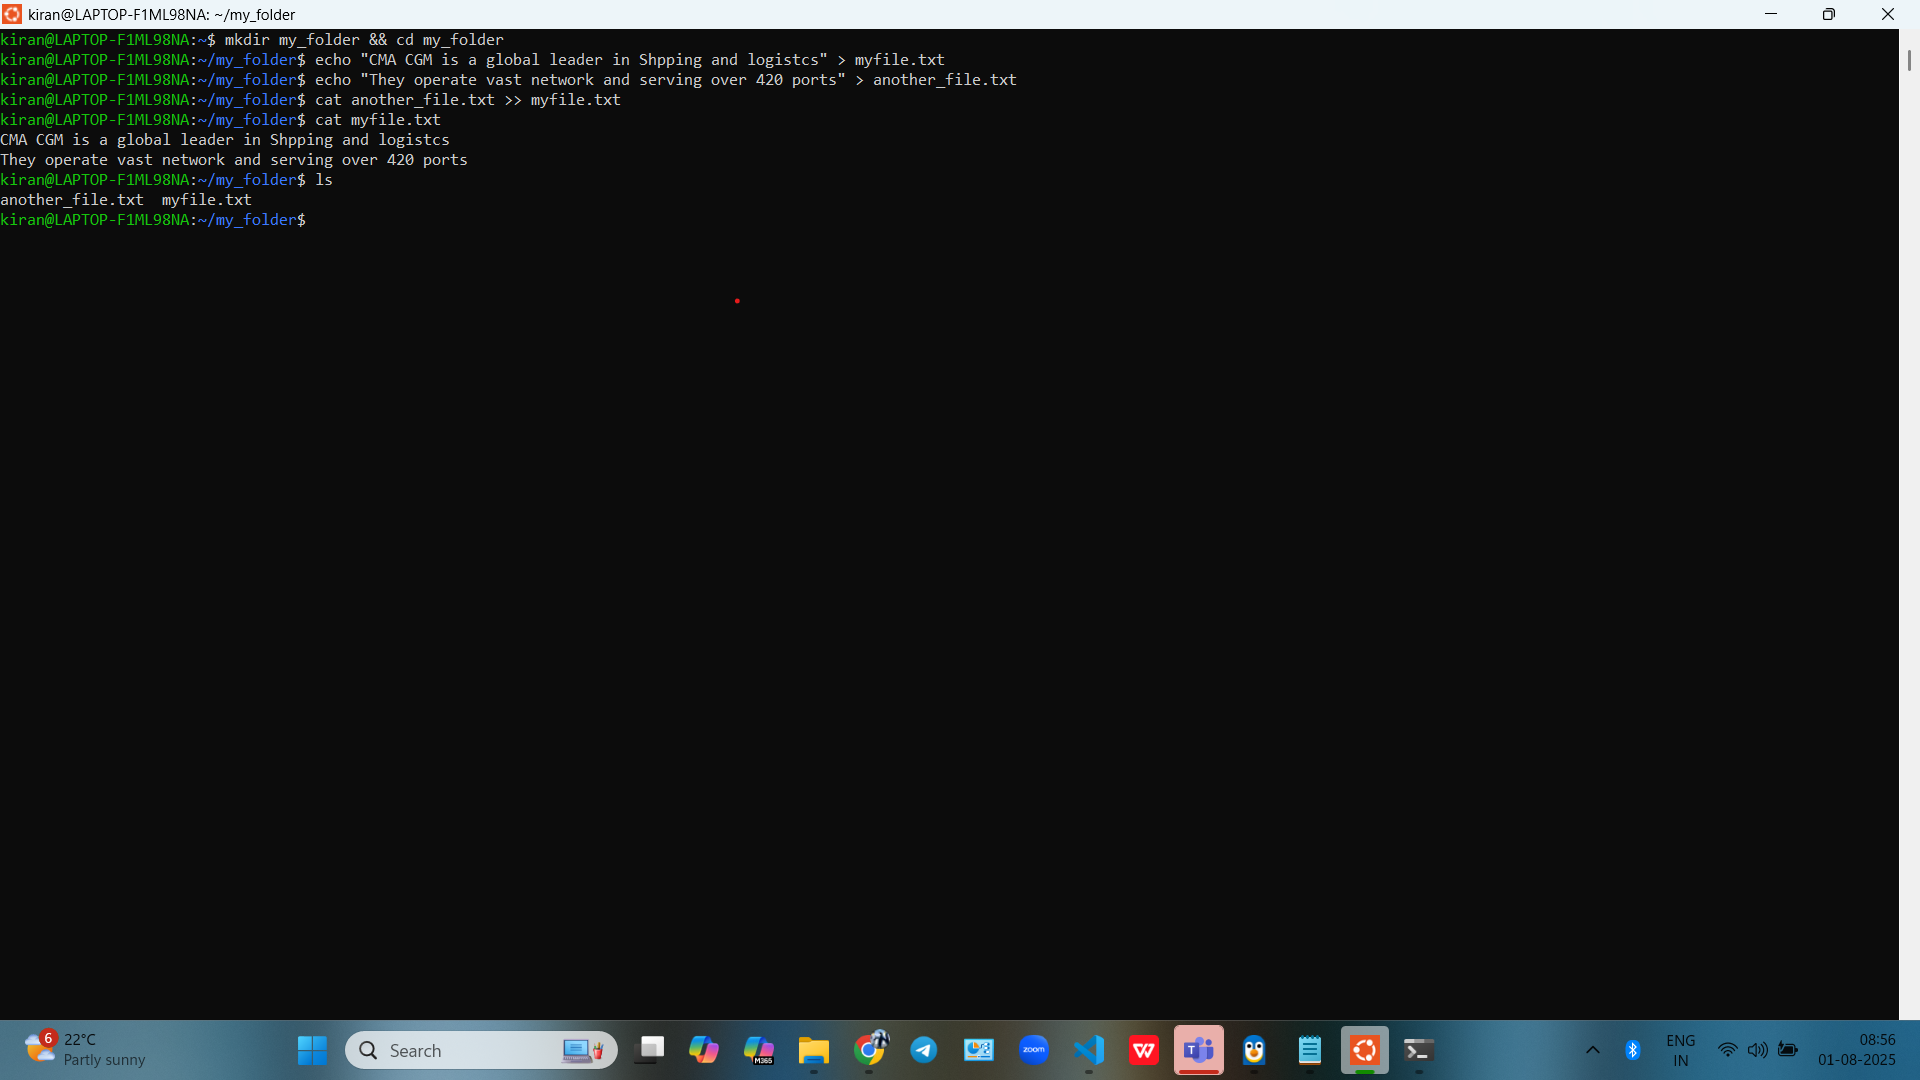 kiran@LAPTOP-F1ML98NA: ~/my_folder
kiran@LAPTOP-F1ML98NA:~$ mkdir my_folder && cd my_folder
kiran@LAPTOP-F1ML98NA:~/my_folder$ echo "CMA CGM is a global leader in Shpping and logistcs" > myfile.txt
kiran@LAPTOP-F1ML98NA:~/my_folder$ echo "They operate vast network and serving over 420 ports" > another_file.txt
kiran@LAPTOP-F1ML98NA:~/my_folder$ cat another_file.txt >> myfile.txt
kiran@LAPTOP-F1ML98NA:~/my_folder$ cat myfile.txt
CMA CGM is a global leader in Shpping and logistcs
They operate vast network and serving over 420 ports
kiran@LAPTOP-F1ML98NA:~/my_folder$ ls
another_file.txt  myfile.txt
kiran@LAPTOP-F1ML98NA:~/my_folder$
6
22°C
Partly sunny
Search
M365
zoom
W
T
ENG
IN
08:56
01-08-2025